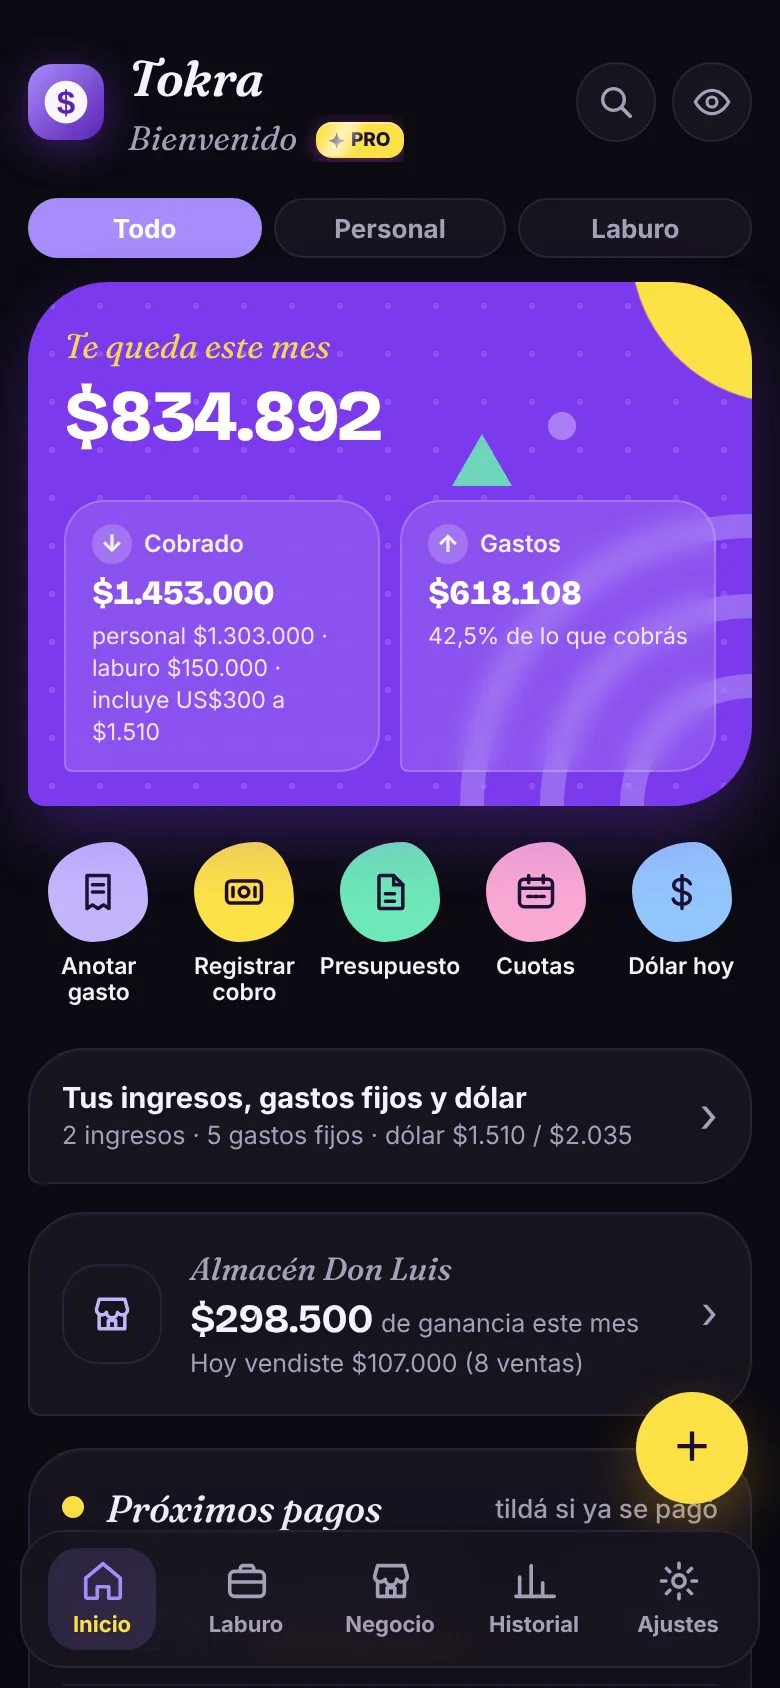 $
Tokra
Bienvenido
PRO
Todo
Personal
Laburo
Te queda este mes
$834.892
Cobrado
$1.453.000
personal $1.303.000 ·
laburo $150.000 ·
incluye US$300 a
$1.510
Gastos
$618.108
42,5% de lo que cobrás
Anotar
gasto
Registrar
cobro
Presupuesto
Cuotas
Dólar hoy
Tus ingresos, gastos fijos y dólar
2 ingresos · 5 gastos fijos · dólar $1.510 / $2.035
Almacén Don Luis
$298.500 de ganancia este mes
Hoy vendiste $107.000 (8 ventas)
+
Próximos pagos
tildá si ya se pagó
Inicio
Laburo
Negocio
Historial
Ajustes